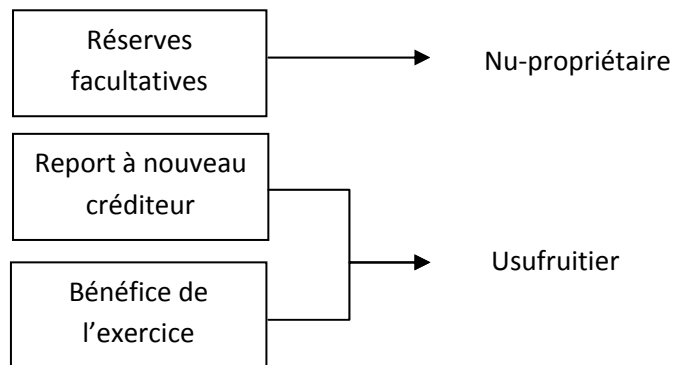 Réserves
facultatives
Nu-propriétaire
Report à nouveau
créditeur
Usufruitier
Bénéfice de
l’exercice